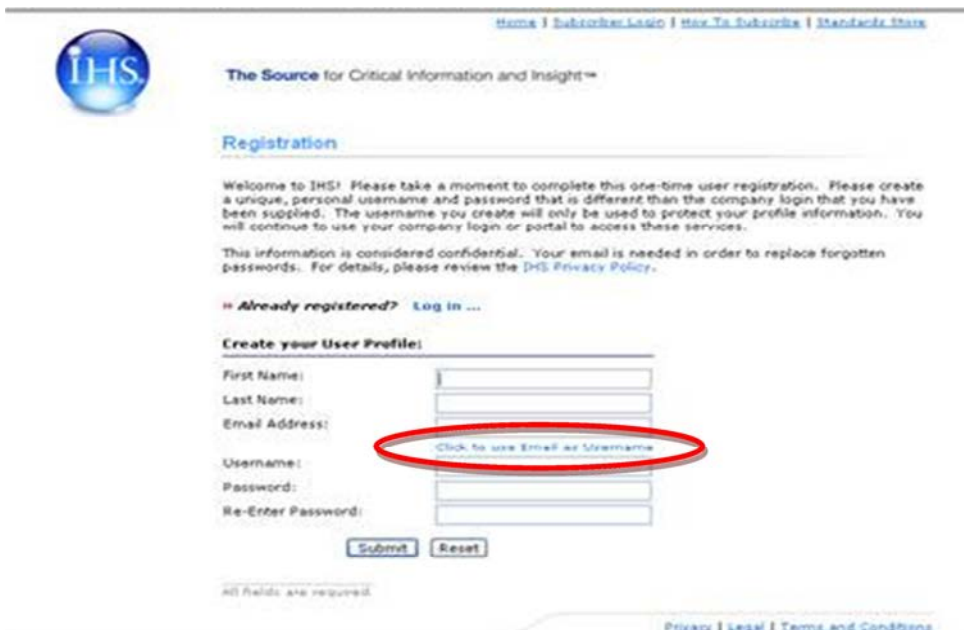 Home | Subscriber Login | How To Subscribe | Standards Store
IHS
The Source for Critical Information and Insight™
Registration
Welcome to IHS! Please take a moment to complete this one-time user registration. Please create
a unique, personal username and password that is different than the company login that you have
been supplied. The username you create will only be used to protect your profile information. You
will continue to use your company login or portal to access these services.
This information is considered confidential. Your email is needed in order to replace forgotten
passwords. For details, please review the IHS Privacy Policy.
» Already registered? Log in ...
Create your User Profile:
First Name:
Last Name:
Email Address:
Click to use Email as Username
Username:
Password:
Re-Enter Password:
Submit Reset
All fields are required.
Privacy | Legal | Terms and Conditions